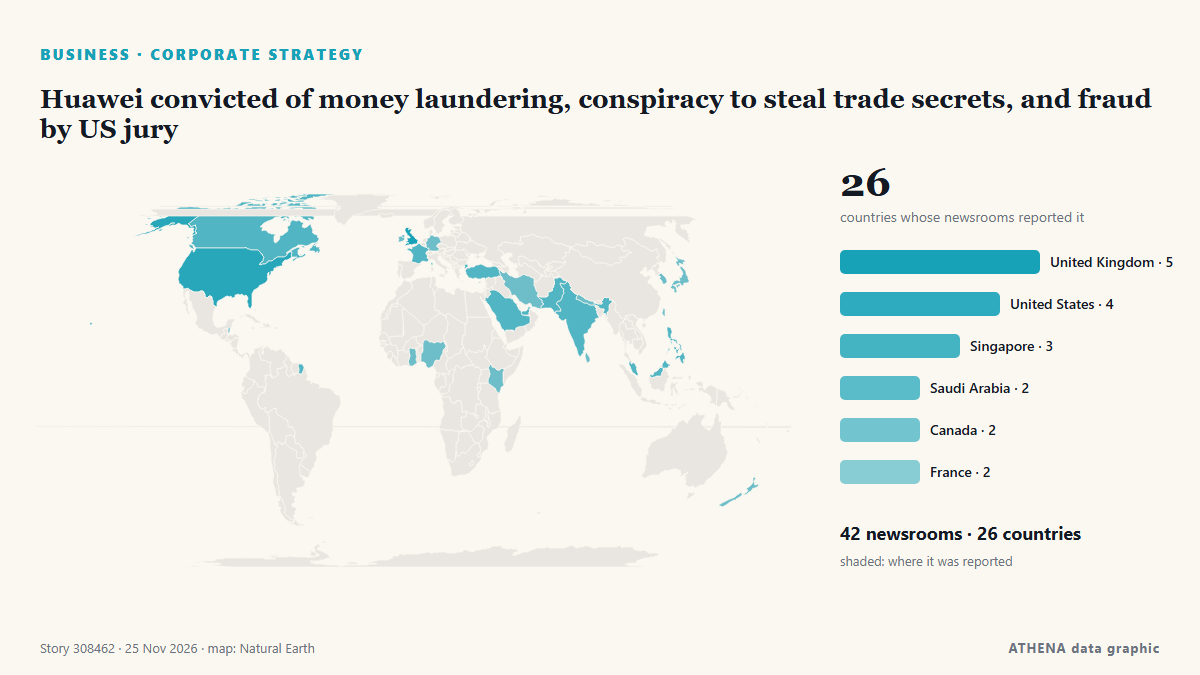 BUSINESS · CORPORATE STRATEGY
Huawei convicted of money laundering, conspiracy to steal trade secrets, and fraud
by US jury
26
countries whose newsrooms reported it
United Kingdom · 5
United States · 4
Singapore · 3
Saudi Arabia · 2
Canada · 2
France · 2
42 newsrooms · 26 countries
shaded: where it was reported
Story 308462 · 25 Nov 2026 · map: Natural Earth
ATHENA data graphic